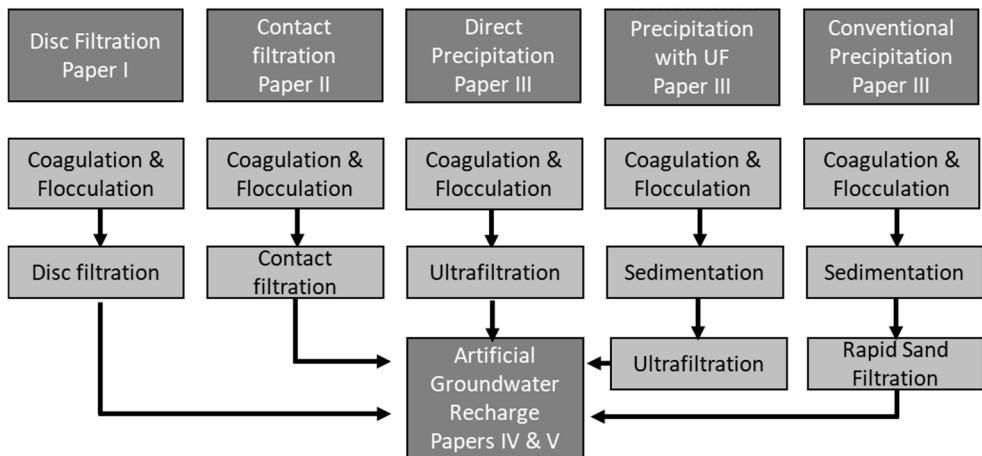 Disc Filtration
Paper I
Contact
filtration
Paper II
Direct
Precipitation
Paper III
Precipitation
with UF
Paper III
Conventional
Precipitation
Paper III
Coagulation &
Flocculation
Coagulation &
Flocculation
Coagulation &
Flocculation
Coagulation &
Flocculation
Coagulation &
Flocculation
Disc filtration
Contact
filtration
Ultrafiltration
Sedimentation
Sedimentation
Artificial
Groundwater
Recharge
Papers IV & V
Ultrafiltration
Rapid Sand
Filtration